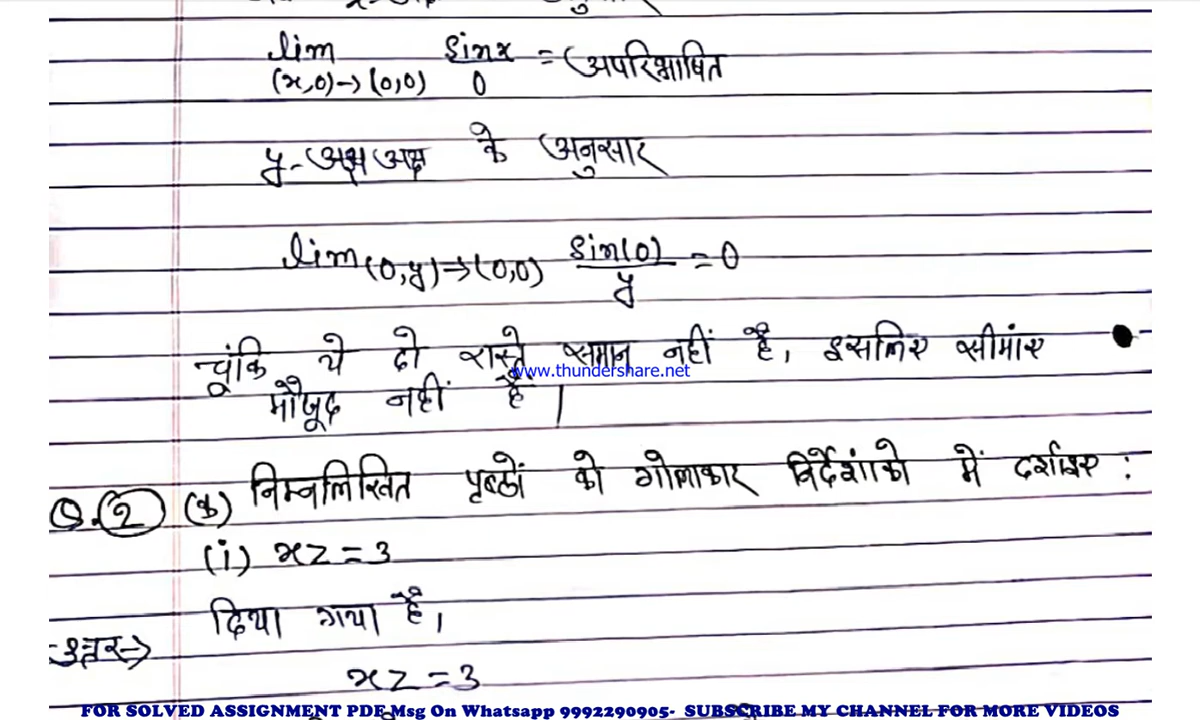 lim sinx = अपरिभाषित
(x,0)→(0,0) 0
y-अक्ष के अनुसार
lim (0,y)→(0,0) sin(0)/y = 0
चूंकि ये दो रास्ते समान नहीं है, इसलिए सीमांए
www.thundershare.net
मौजूद नहीं है |
Q.2 (क) निम्नलिखित पृष्ठों को गोलाकार निर्देशांको में दर्शाइए :
(i) xz = 3
दिया गया है,
उत्तर→
xz = 3
FOR SOLVED ASSIGNMENT PDF Msg On Whatsapp 9992290905- SUBSCRIBE MY CHANNEL FOR MORE VIDEOS